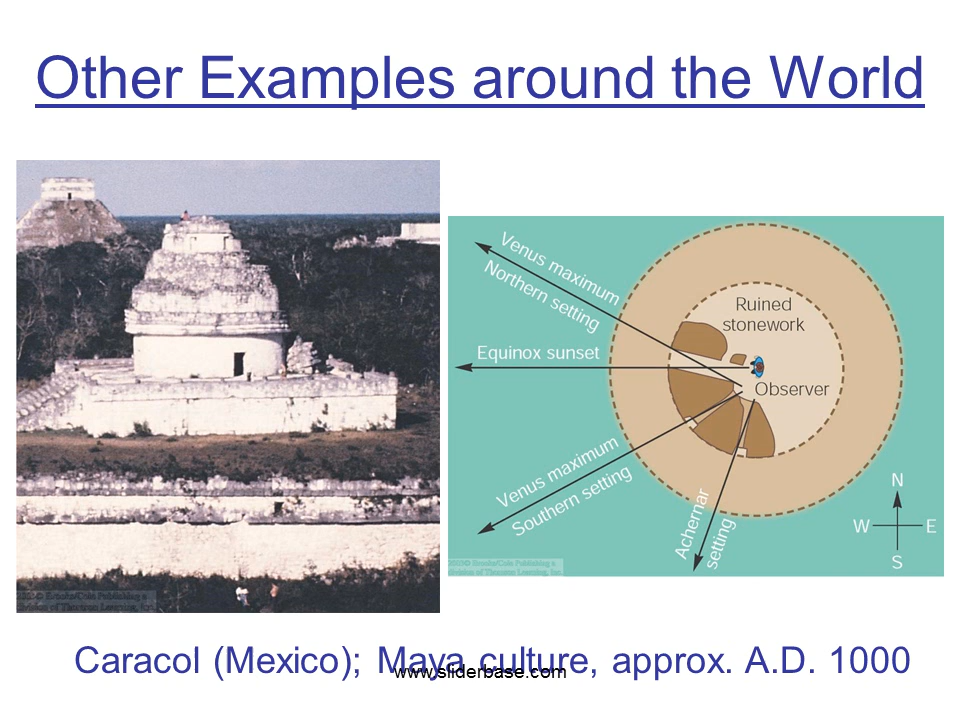 Other Examples around the World
Venus maximum
Northern setting
Equinox sunset
Ruined
stonework
Observer
Venus maximum
Southern setting
Achernar
setting
N
W
E
S
Caracol (Mexico); Maya culture, approx. A.D. 1000
www.sliderbase.com